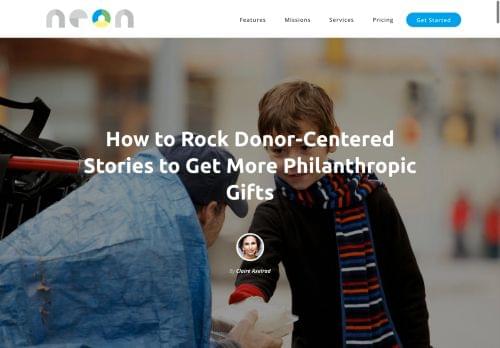 neon
Features Missions Services Pricing Get Started
How to Rock Donor-Centered
Stories to Get More Philanthropic
Gifts
By Claire Axelrad